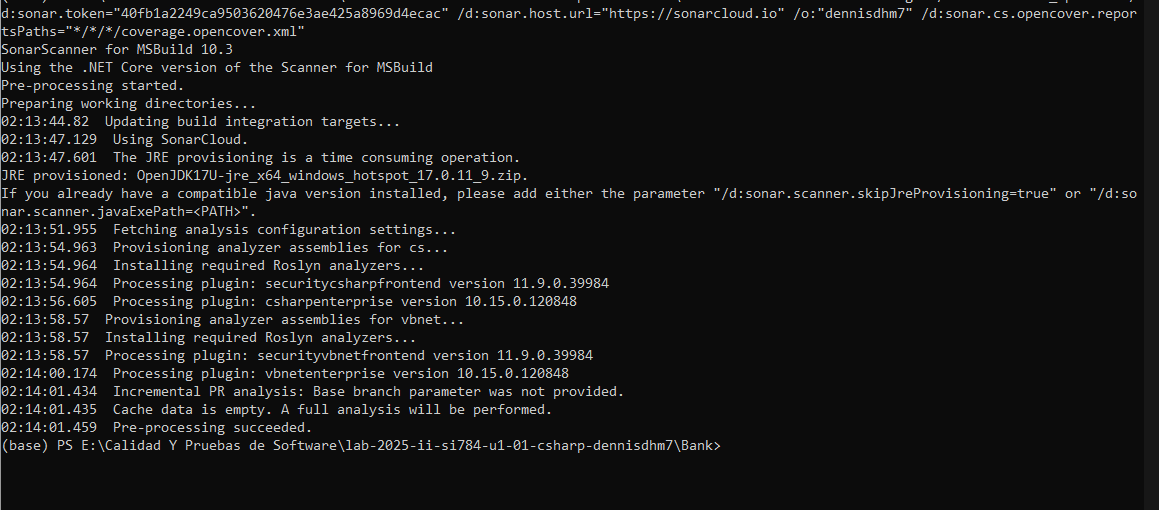 d:sonar.token="40fb1a2249ca9503620476e3ae425a8969d4ecac" /d:sonar.host.url="https://sonarcloud.io" /o:"dennisdhm7" /d:sonar.cs.opencover.repor
tsPaths="*/*/*/coverage.opencover.xml"
SonarScanner for MSBuild 10.3
Using the .NET Core version of the Scanner for MSBuild
Pre-processing started.
Preparing working directories...
02:13:44.82  Updating build integration targets...
02:13:47.129  Using SonarCloud.
02:13:47.601  The JRE provisioning is a time consuming operation.
JRE provisioned: OpenJDK17U-jre_x64_windows_hotspot_17.0.11_9.zip.
If you already have a compatible java version installed, please add either the parameter "/d:sonar.scanner.skipJreProvisioning=true" or "/d:so
nar.scanner.javaExePath=<PATH>".
02:13:51.955  Fetching analysis configuration settings...
02:13:54.963  Provisioning analyzer assemblies for cs...
02:13:54.964  Installing required Roslyn analyzers...
02:13:54.964  Processing plugin: securitycsharpfrontend version 11.9.0.39984
02:13:56.605  Processing plugin: csharpenterprise version 10.15.0.120848
02:13:58.57  Provisioning analyzer assemblies for vbnet...
02:13:58.57  Installing required Roslyn analyzers...
02:13:58.57  Processing plugin: securityvbnetfrontend version 11.9.0.39984
02:14:00.174  Processing plugin: vbnetenterprise version 10.15.0.120848
02:14:01.434  Incremental PR analysis: Base branch parameter was not provided.
02:14:01.435  Cache data is empty. A full analysis will be performed.
02:14:01.459  Pre-processing succeeded.
(base) PS E:\Calidad Y Pruebas de Software\lab-2025-ii-si784-u1-01-csharp-dennisdhm7\Bank>